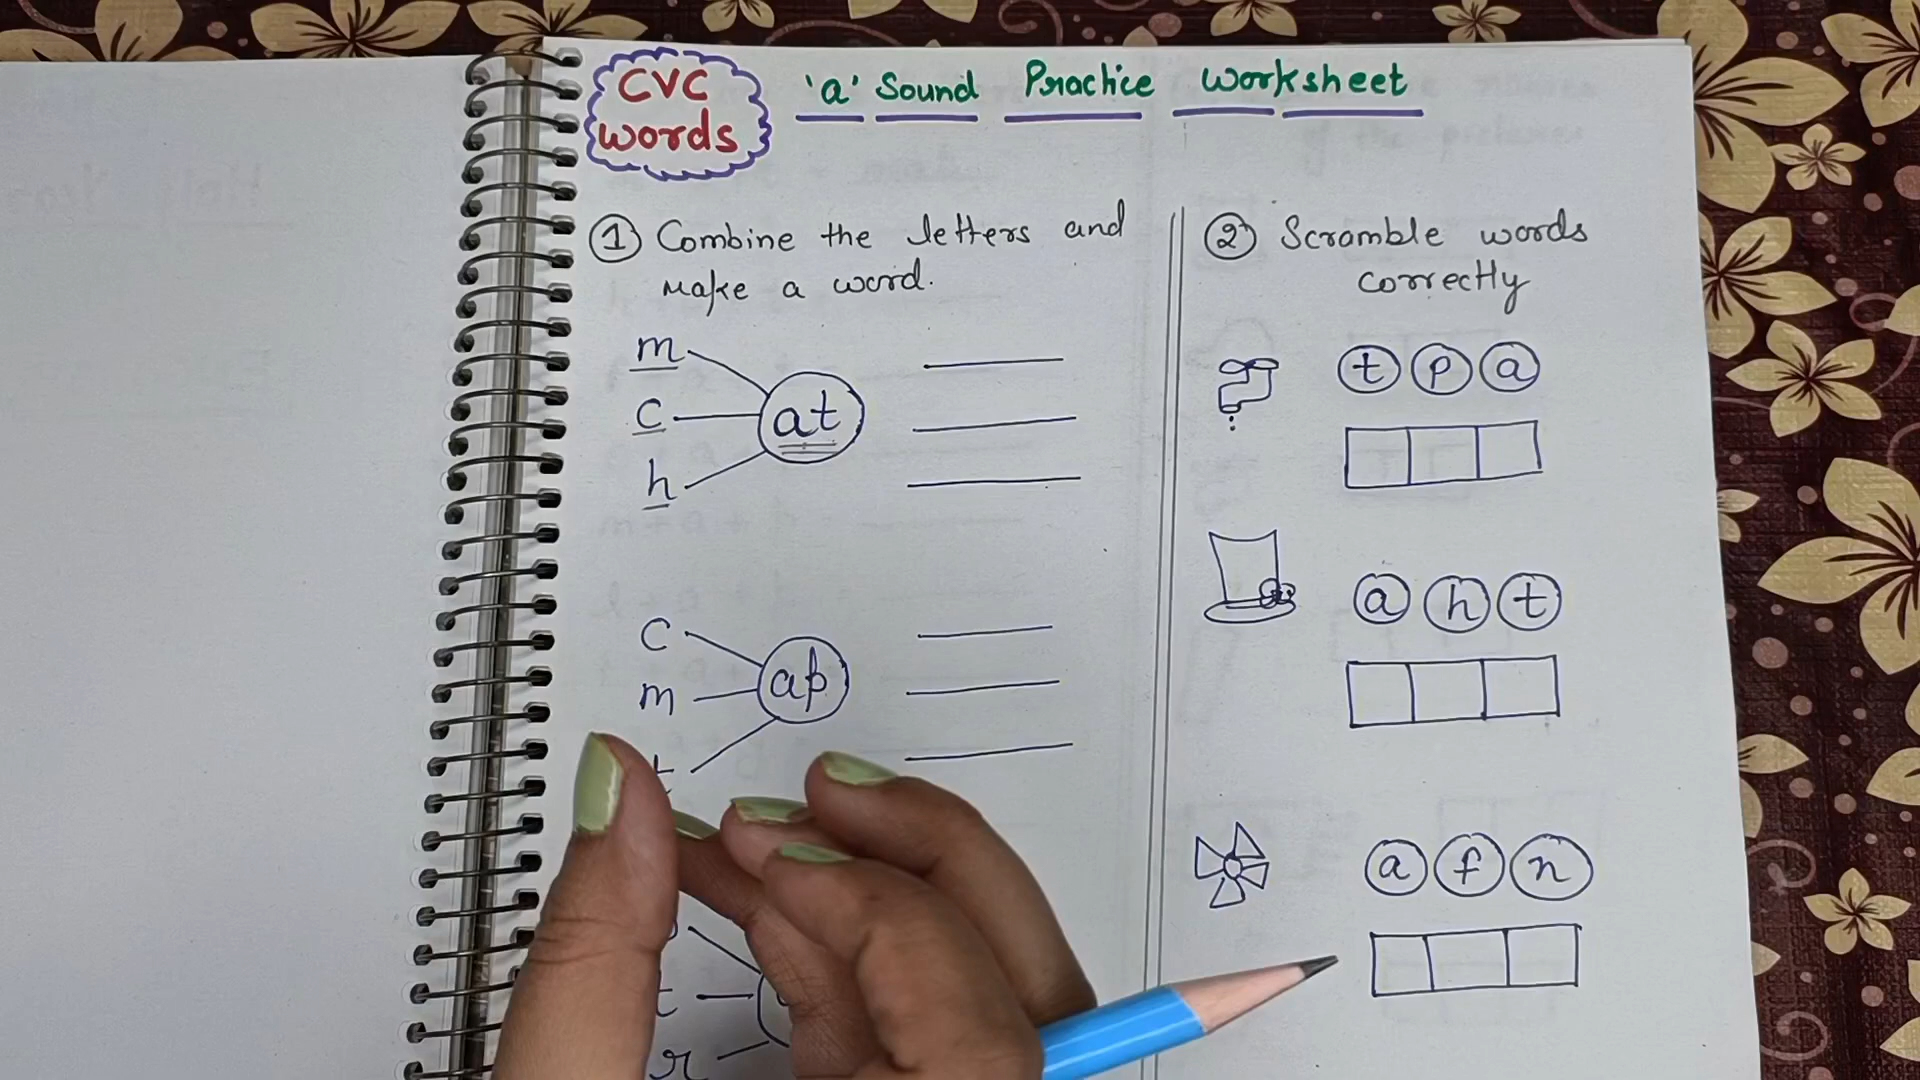 CVC
words
'a' Sound Practice Worksheet
① Combine the letters and
make a word.
m
c
h
at
c
m
t
ap
t
r
② Scramble words
correctly
t p a
a h t
a f n